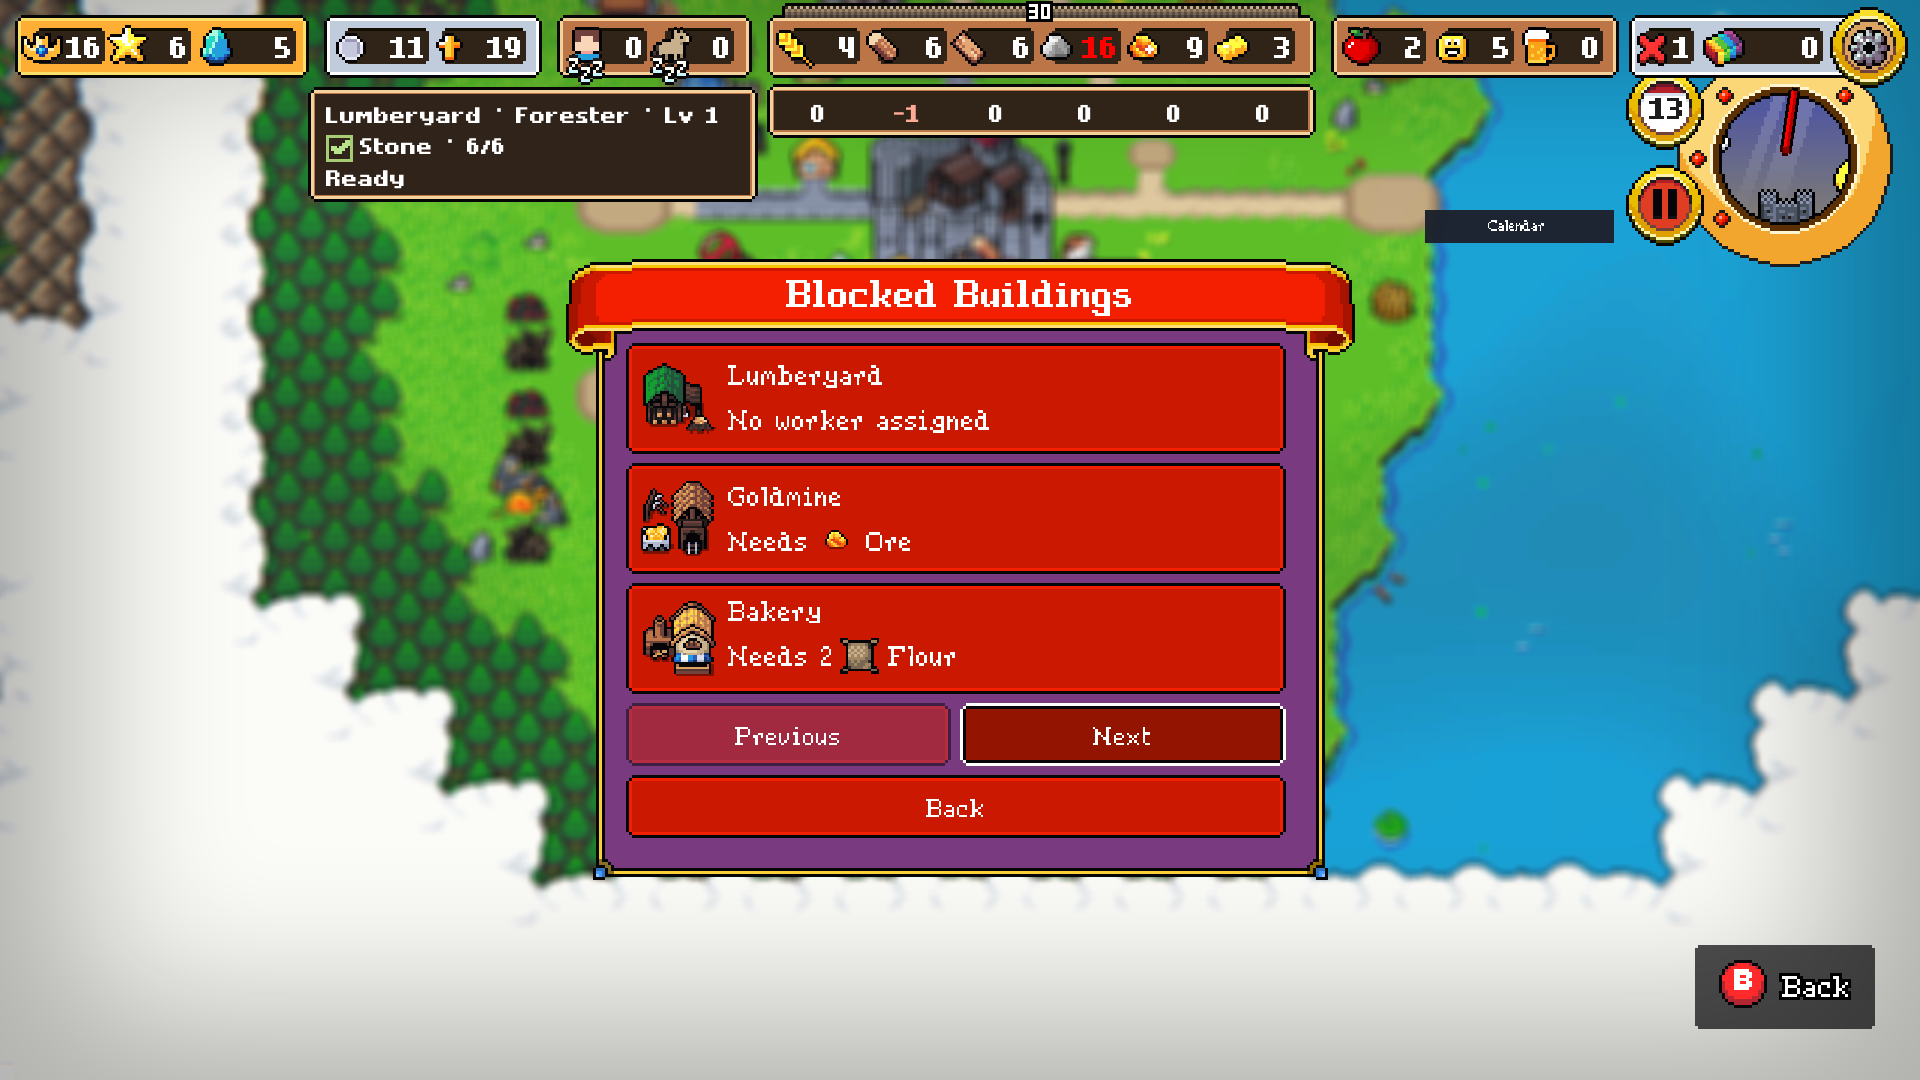 30
16 6 5
11 19
0 0
4 6 6 16 9 3
2 5 0
1 0
Lumberyard · Forester · Lv 1
Stone · 6/6
Ready
0 -1 0 0 0 0
13
Calendar
Blocked Buildings
Lumberyard
No worker assigned
Goldmine
Needs Ore
Bakery
Needs 2 Flour
Previous
Next
Back
B Back